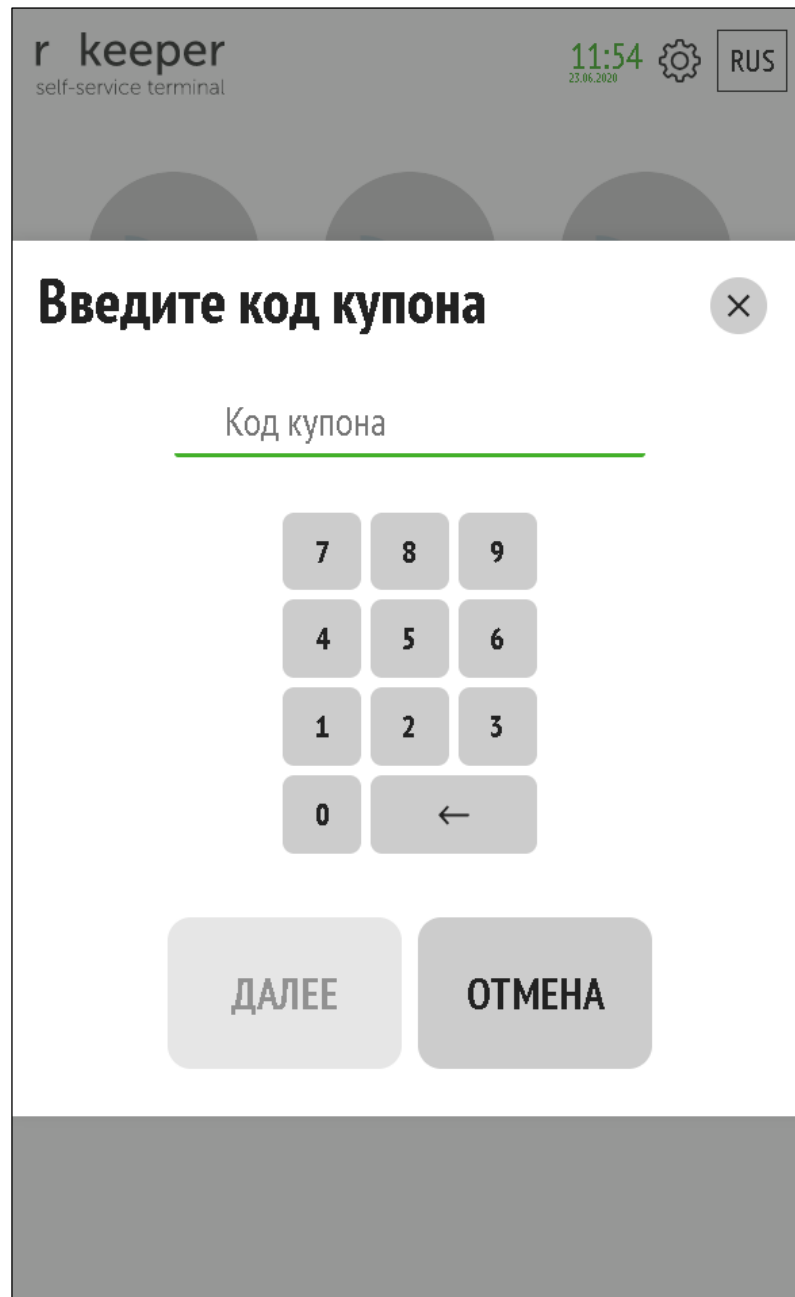 r keeper
self-service terminal
11:54
23.06.2020
RUS
Введите код купона
Код купона
7 8 9
4 5 6
1 2 3
0 ←
ДАЛЕЕ ОТМЕНА